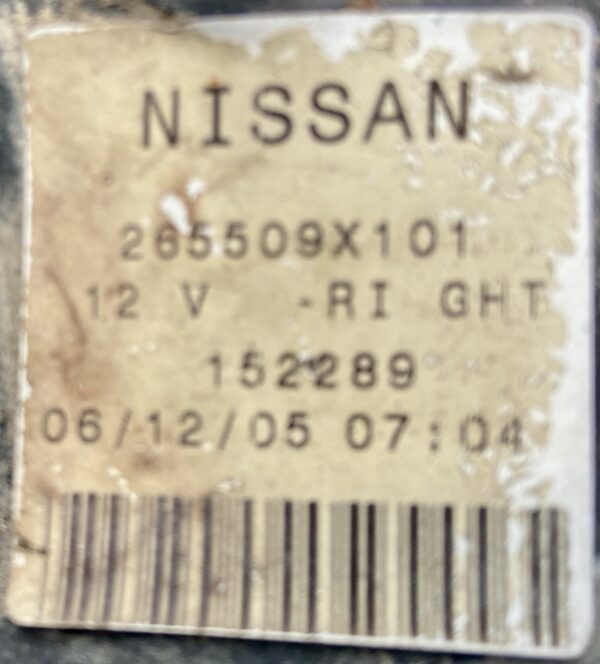 NISSAN
265509X101
12 V -RI GHT
152289
06/12/05 07:04